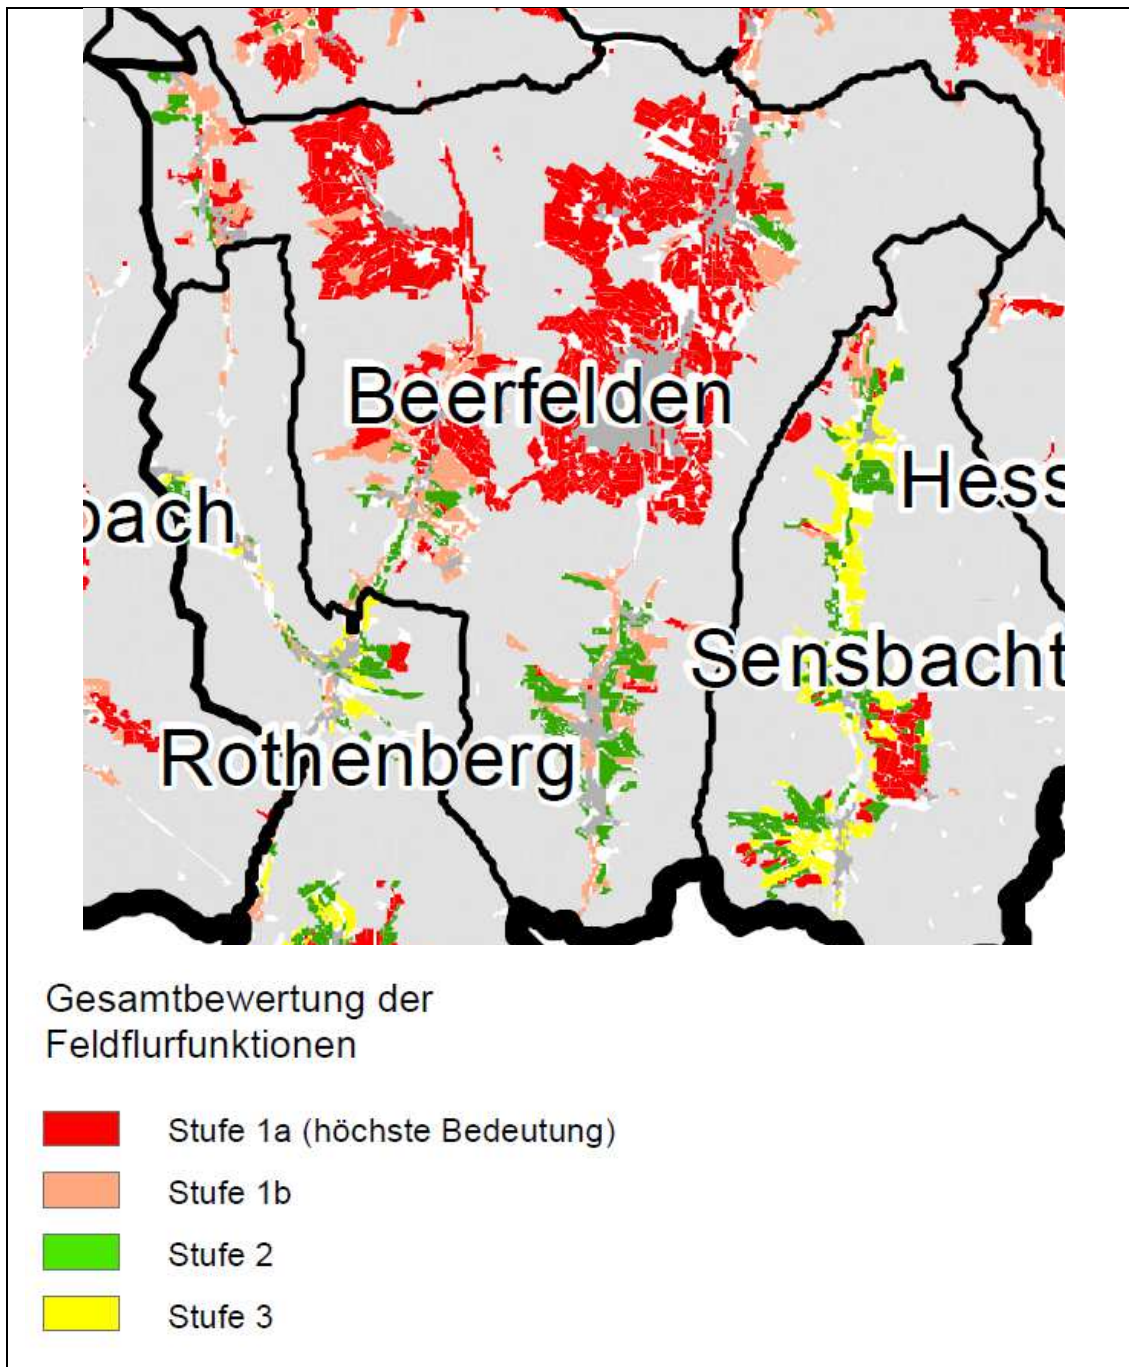 Beerfelden
Hess
bach
Sensbacht
Rothenberg
Gesamtbewertung der
Feldflurfunktionen
Stufe 1a (höchste Bedeutung)
Stufe 1b
Stufe 2
Stufe 3